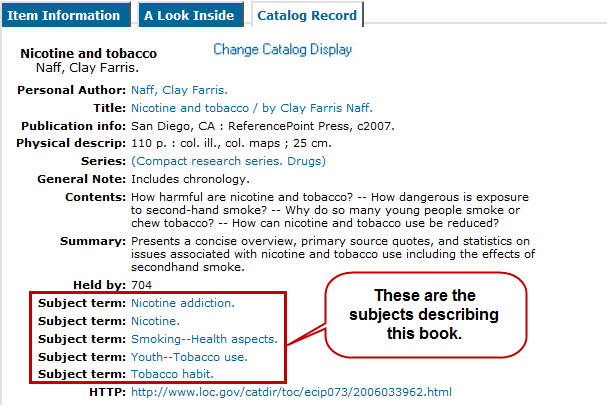 Item Information A Look Inside Catalog Record
Nicotine and tobacco Change Catalog Display
Naff, Clay Farris.
Personal Author: Naff, Clay Farris.
Title: Nicotine and tobacco / by Clay Farris Naff.
Publication info: San Diego, CA : ReferencePoint Press, c2007.
Physical descrip: 110 p. : col. ill., col. maps ; 25 cm.
Series: (Compact research series. Drugs)
General Note: Includes chronology.
Contents: How harmful are nicotine and tobacco? -- How dangerous is exposure
to second-hand smoke? -- Why do so many young people smoke or
chew tobacco? -- How can nicotine and tobacco use be reduced?
Summary: Presents a concise overview, primary source quotes, and statistics on
issues associated with nicotine and tobacco use including the effects of
secondhand smoke.
Held by: 704
Subject term: Nicotine addiction.
Subject term: Nicotine.
Subject term: Smoking--Health aspects.
Subject term: Youth--Tobacco use.
Subject term: Tobacco habit.
HTTP: http://www.loc.gov/catdir/toc/ecip073/2006033962.html
These are the
subjects describing
this book.